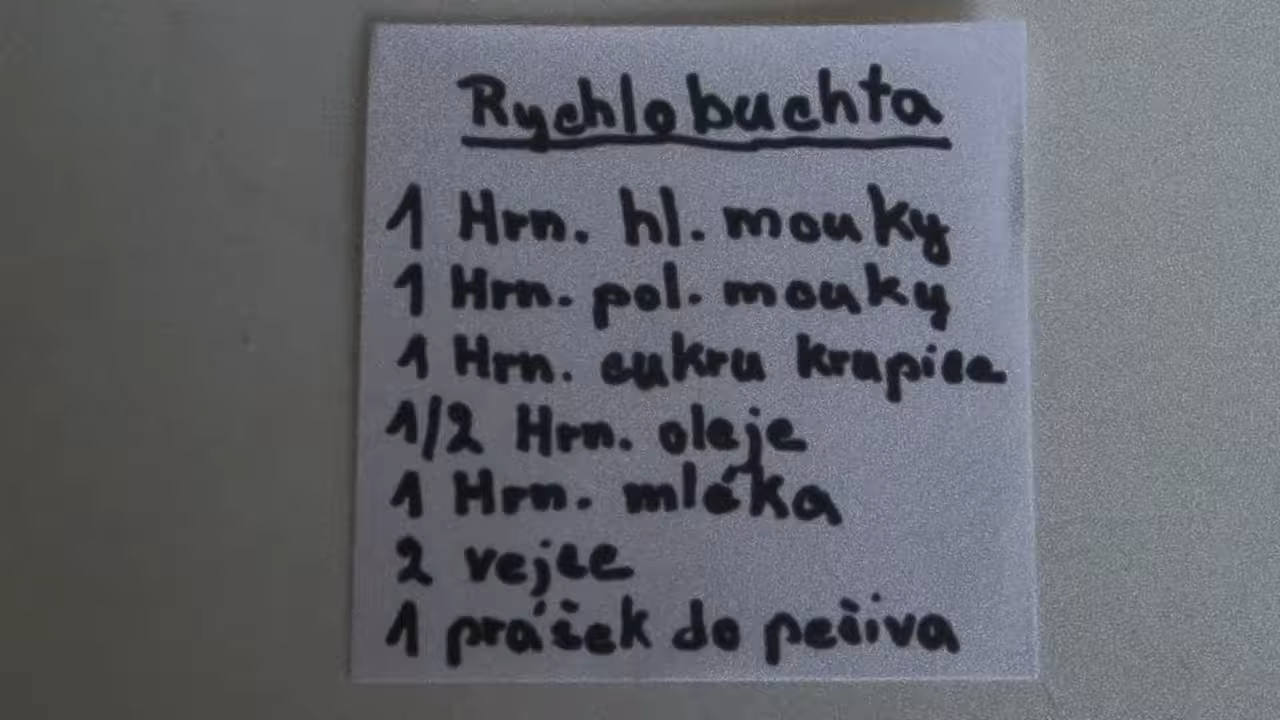 Rychlobuchta
1 Hrn. hl. mouky
1 Hrn. pol. mouky
1 Hrn. cukru krupice
1/2 Hrn. oleje
1 Hrn. mléka
2 vejce
1 prášek do pečiva